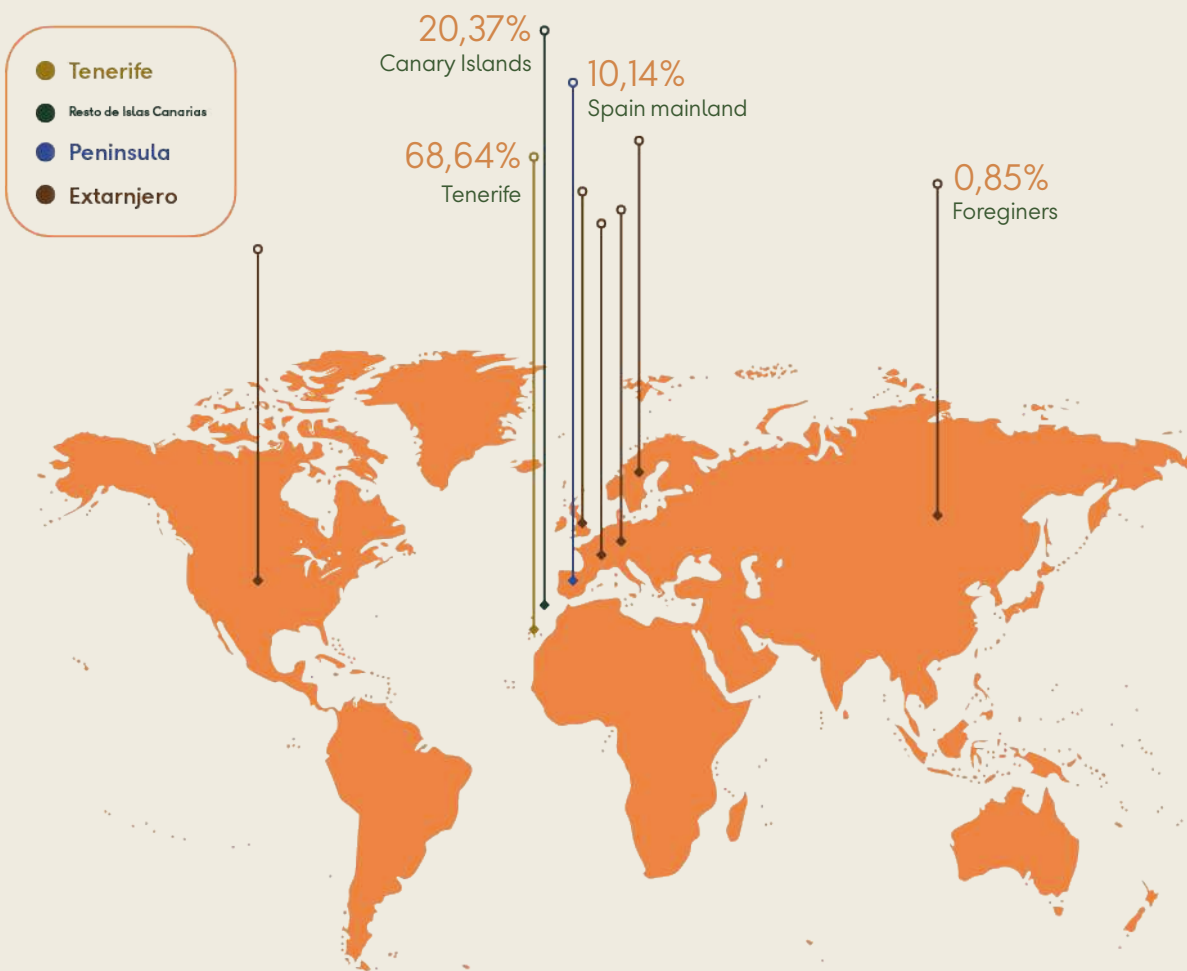 Tenerife
Resto de Islas Canarias
Peninsula
Extarnjero
20,37%
Canary Islands
10,14%
Spain mainland
68,64%
Tenerife
0,85%
Foreginers